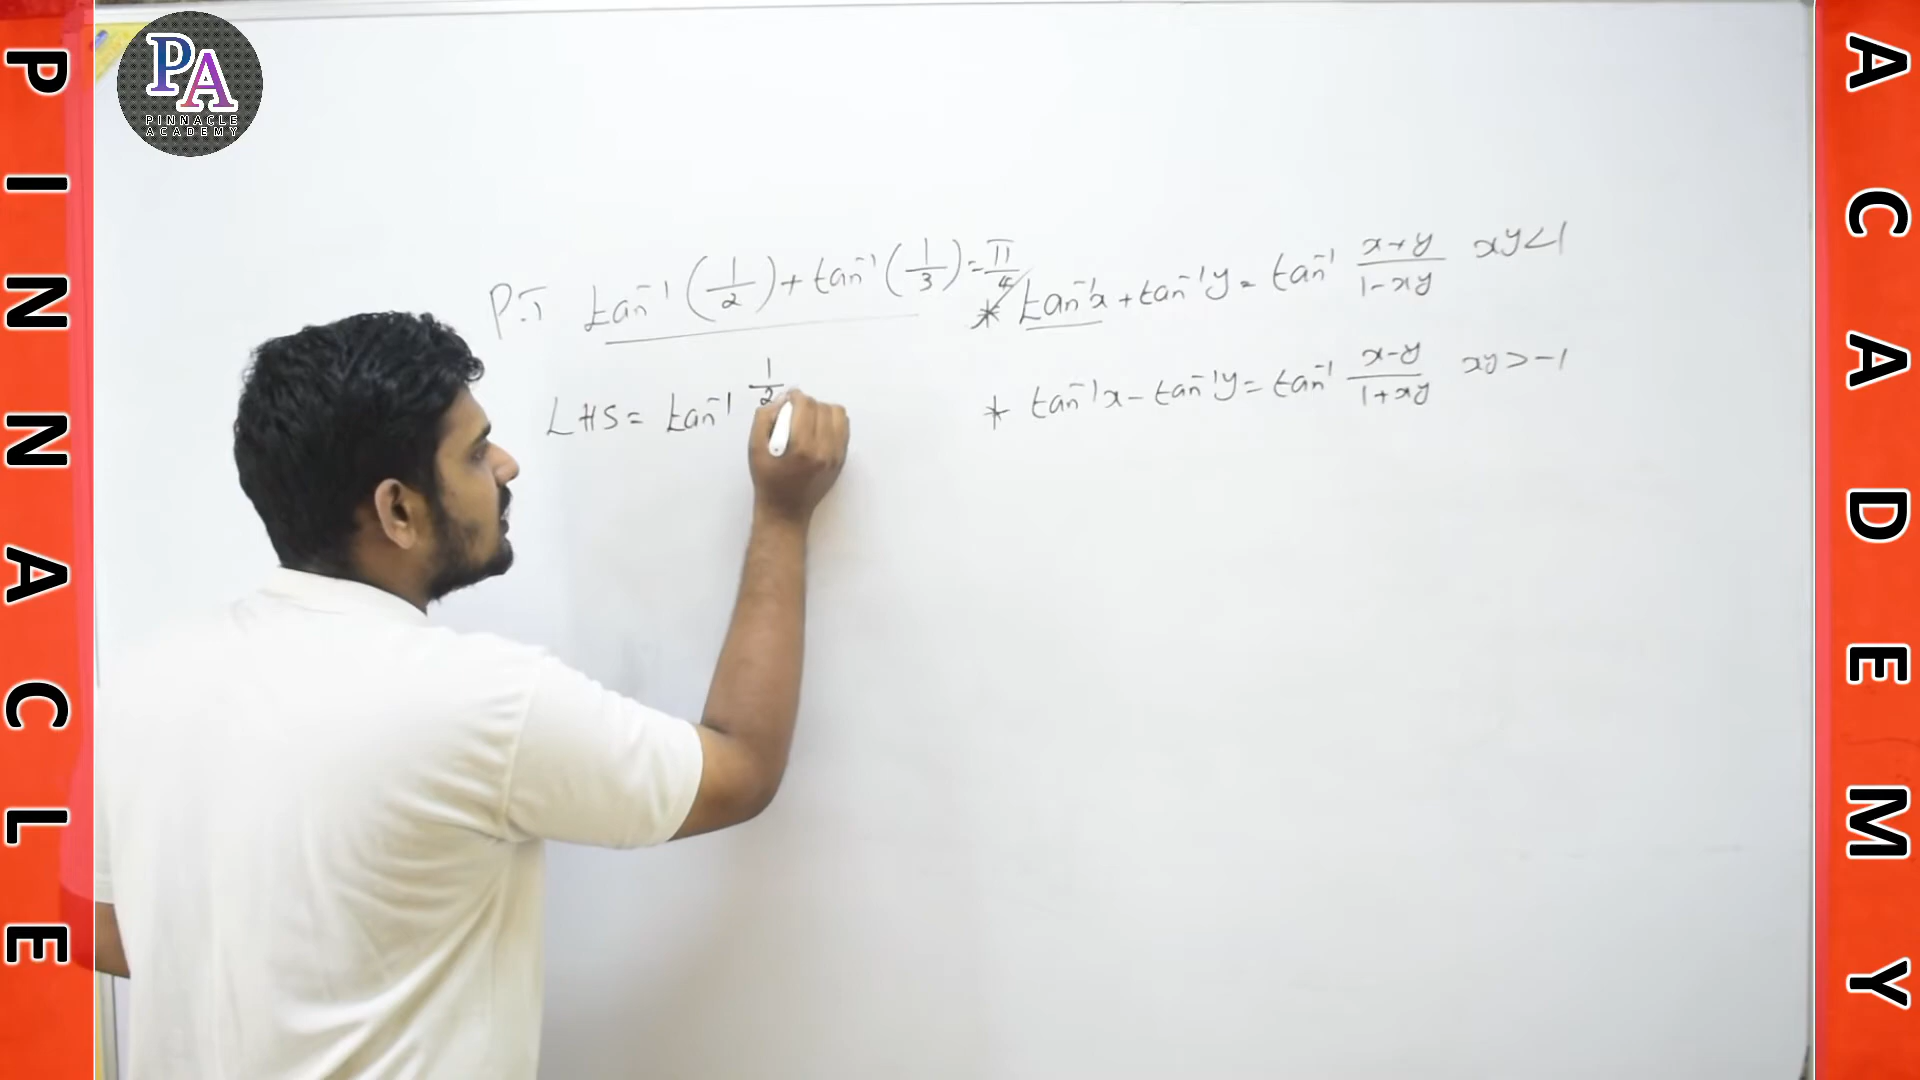 PINNACLE
PA
PINNACLE
ACADEMY
P.T tan⁻¹(1/2)+tan⁻¹(1/3)=π/4
* tan⁻¹x+tan⁻¹y= tan⁻¹ x+y/1-xy xy<1
LHS= tan⁻¹ 1/2
* tan⁻¹x-tan⁻¹y= tan⁻¹ x-y/1+xy xy>-1
ACADEMY